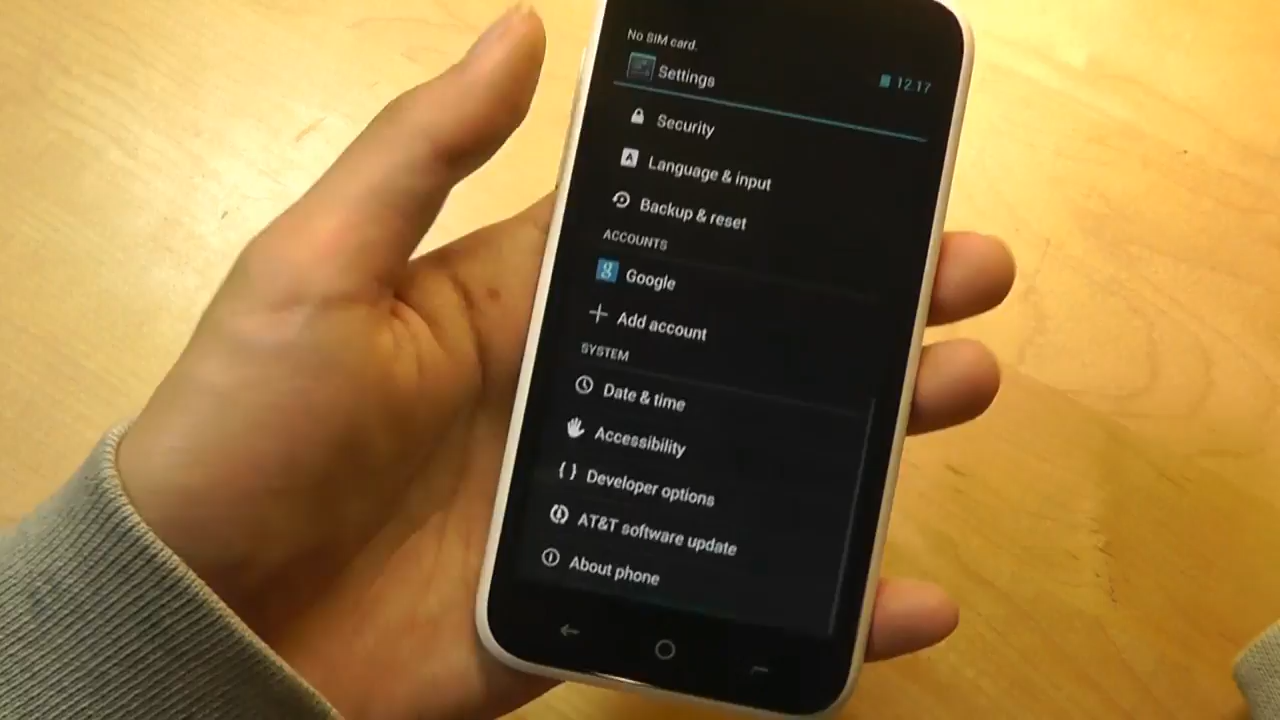 No SIM card.
Settings
12:17
Security
A
Language & input
Backup & reset
ACCOUNTS
g
Google
Add account
SYSTEM
Date & time
Accessibility
{ } Developer options
AT&T software update
About phone